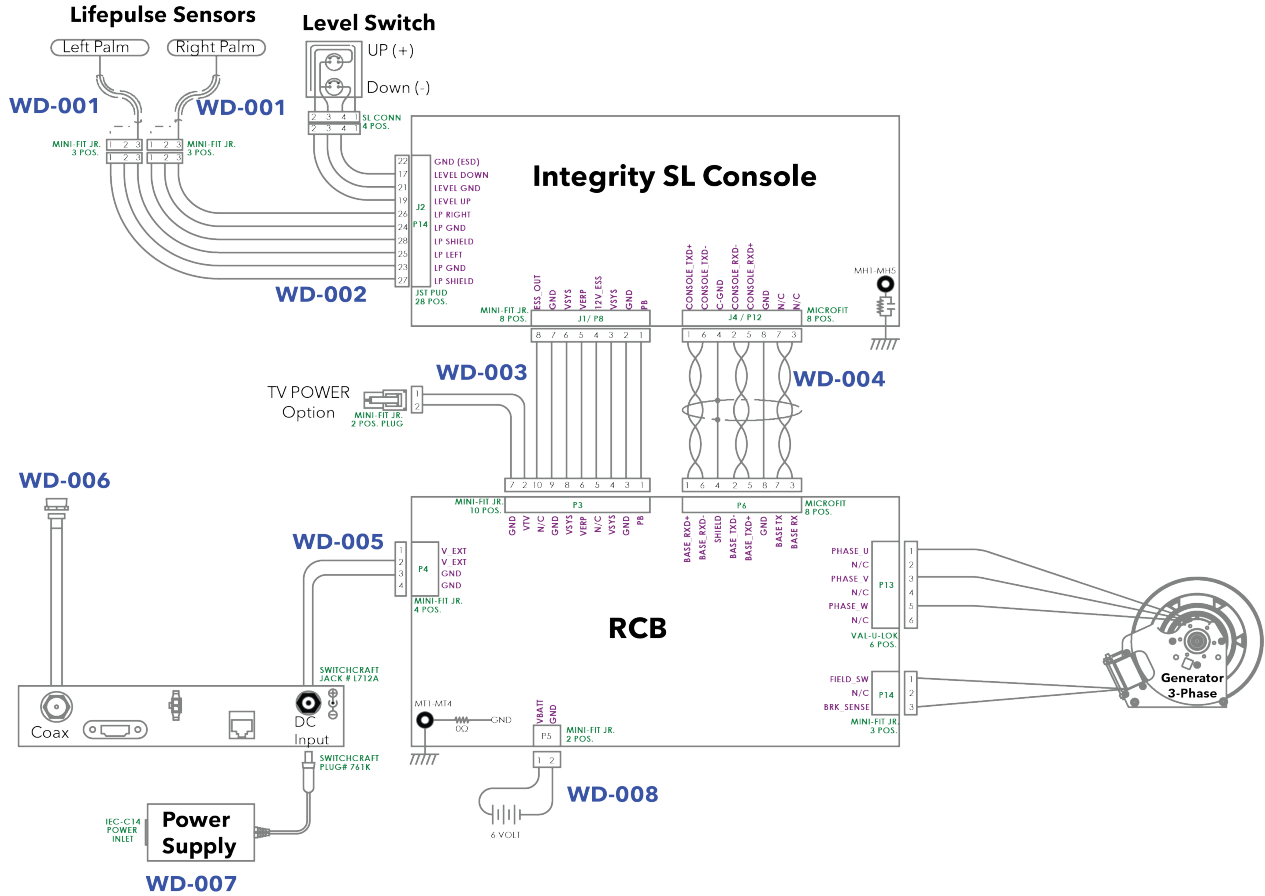 Lifepulse Sensors
Left Palm
Right Palm
WD-001
WD-001
MINI-FIT JR.
3 POS.
1 2 3
1 2 3
1 2 3
1 2 3
MINI-FIT JR.
3 POS.
Level Switch
UP (+)
Down (-)
2 3 4 1
2 3 4 1
SL CONN
4 POS.
Integrity SL Console
22 GND (ESD)
17 LEVEL DOWN
21 LEVEL GND
19 LEVEL UP
26 LP RIGHT
24 LP GND
28 LP SHIELD
25 LP LEFT
23 LP GND
27 LP SHIELD
J2
P14
JST PUD
28 POS.
WD-002
MH1-MH5
ESS_OUT
GND
VSYS
VERP
12V_ESS
VSYS
GND
PB
MINI-FIT JR.
8 POS.
J1/ P8
8 7 6 5 4 3 2 1
CONSOLE_TXD+
CONSOLE_TXD-
C-GND
CONSOLE_RXD-
CONSOLE_RXD+
GND
N/C
N/C
J4 / P12
MICROFIT
8 POS.
1 6 4 2 5 8 7 3
WD-003
WD-004
TV POWER
Option
MINI-FIT JR.
2 POS. PLUG
1
2
7 2 10 9 8 6 5 4 3 1
MINI-FIT JR.
10 POS.
P3
GND
VTV
N/C
GND
VSYS
VERP
N/C
VSYS
GND
PB
1 6 4 2 5 8 7 3
P6
MICROFIT
8 POS.
BASE_RXD+
BASE_RXD-
SHIELD
BASE_TXD-
BASE_TXD+
GND
BASE TX
BASE RX
WD-006
WD-005
1 V_EXT
2 V_EXT
3 GND
4 GND
P4
MINI-FIT JR.
4 POS.
RCB
PHASE_U 1
N/C 2
PHASE_V 3
N/C 4
PHASE_W 5
N/C 6
P13
VAL-U-LOK
6 POS.
FIELD_SW 1
N/C 2
BRK_SENSE 3
P14
MINI-FIT JR.
3 POS.
Generator
3-Phase
SWITCHCRAFT
JACK # L712A
Coax
DC
Input
MT1-MT4
0Ω
GND
VBATT
GND
P5
MINI-FIT JR.
2 POS.
1 2
WD-008
6 VOLT
SWITCHCRAFT
PLUG# 761K
IEC-C14
POWER
INLET
Power
Supply
WD-007